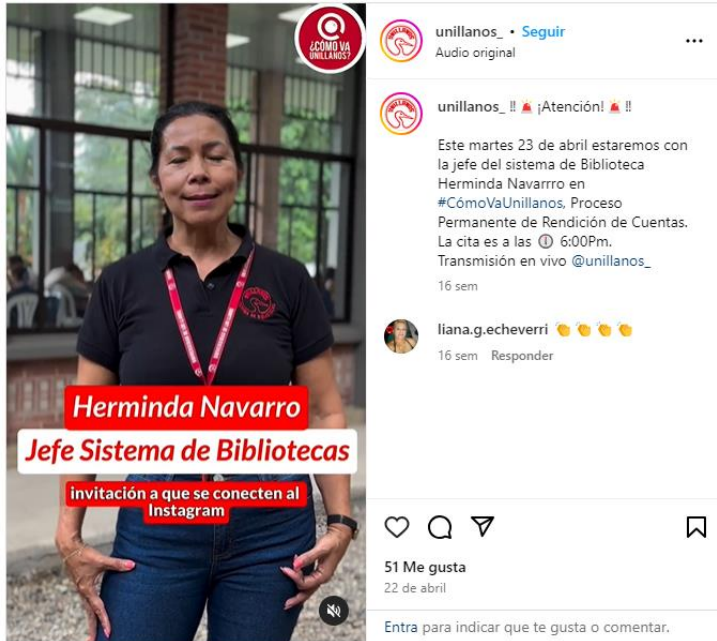 ¿CÓMO VA
UNILLANOS?
Herminda Navarro
Jefe Sistema de Bibliotecas
invitación a que se conecten al
Instagram
unillanos_ • Seguir
Audio original
unillanos_ ‼️ 🚨 ¡Atención! 🚨 ‼️
Este martes 23 de abril estaremos con
la jefe del sistema de Biblioteca
Herminda Navarrro en
#CómoVaUnillanos, Proceso
Permanente de Rendición de Cuentas.
La cita es a las 🕕 6:00Pm.
Transmisión en vivo @unillanos_
16 sem
liana.g.echeverri 👏 👏 👏 👏
16 sem Responder
51 Me gusta
22 de abril
Entra para indicar que te gusta o comentar.